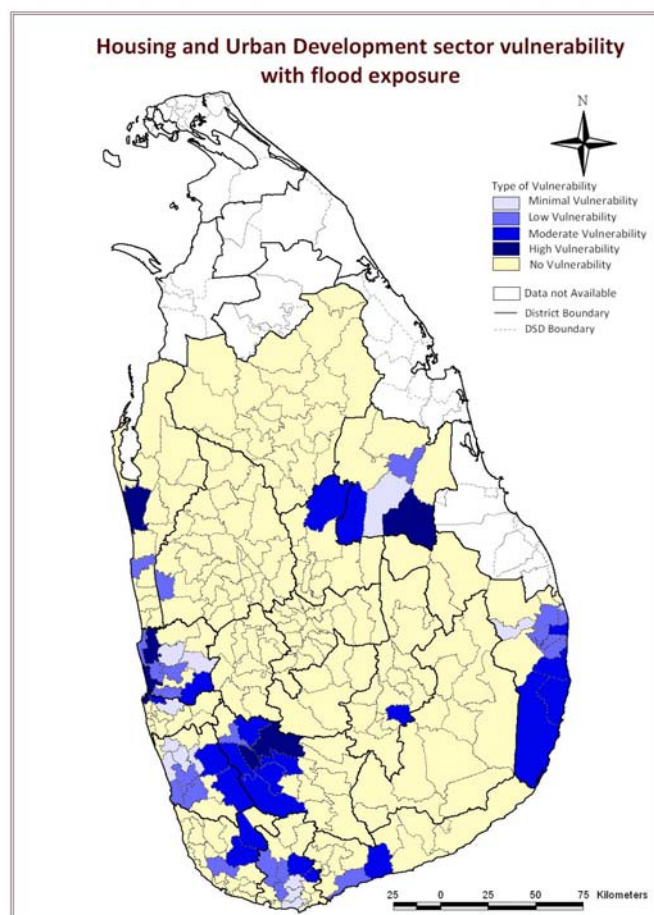 Housing and Urban Development sector vulnerability
with flood exposure
N
Type of Vulnerability
Minimal Vulnerability
Low Vulnerability
Moderate Vulnerability
High Vulnerability
No Vulnerability
Data not Available
District Boundary
DSD Boundary
25 0 25 50 75 Kilometers